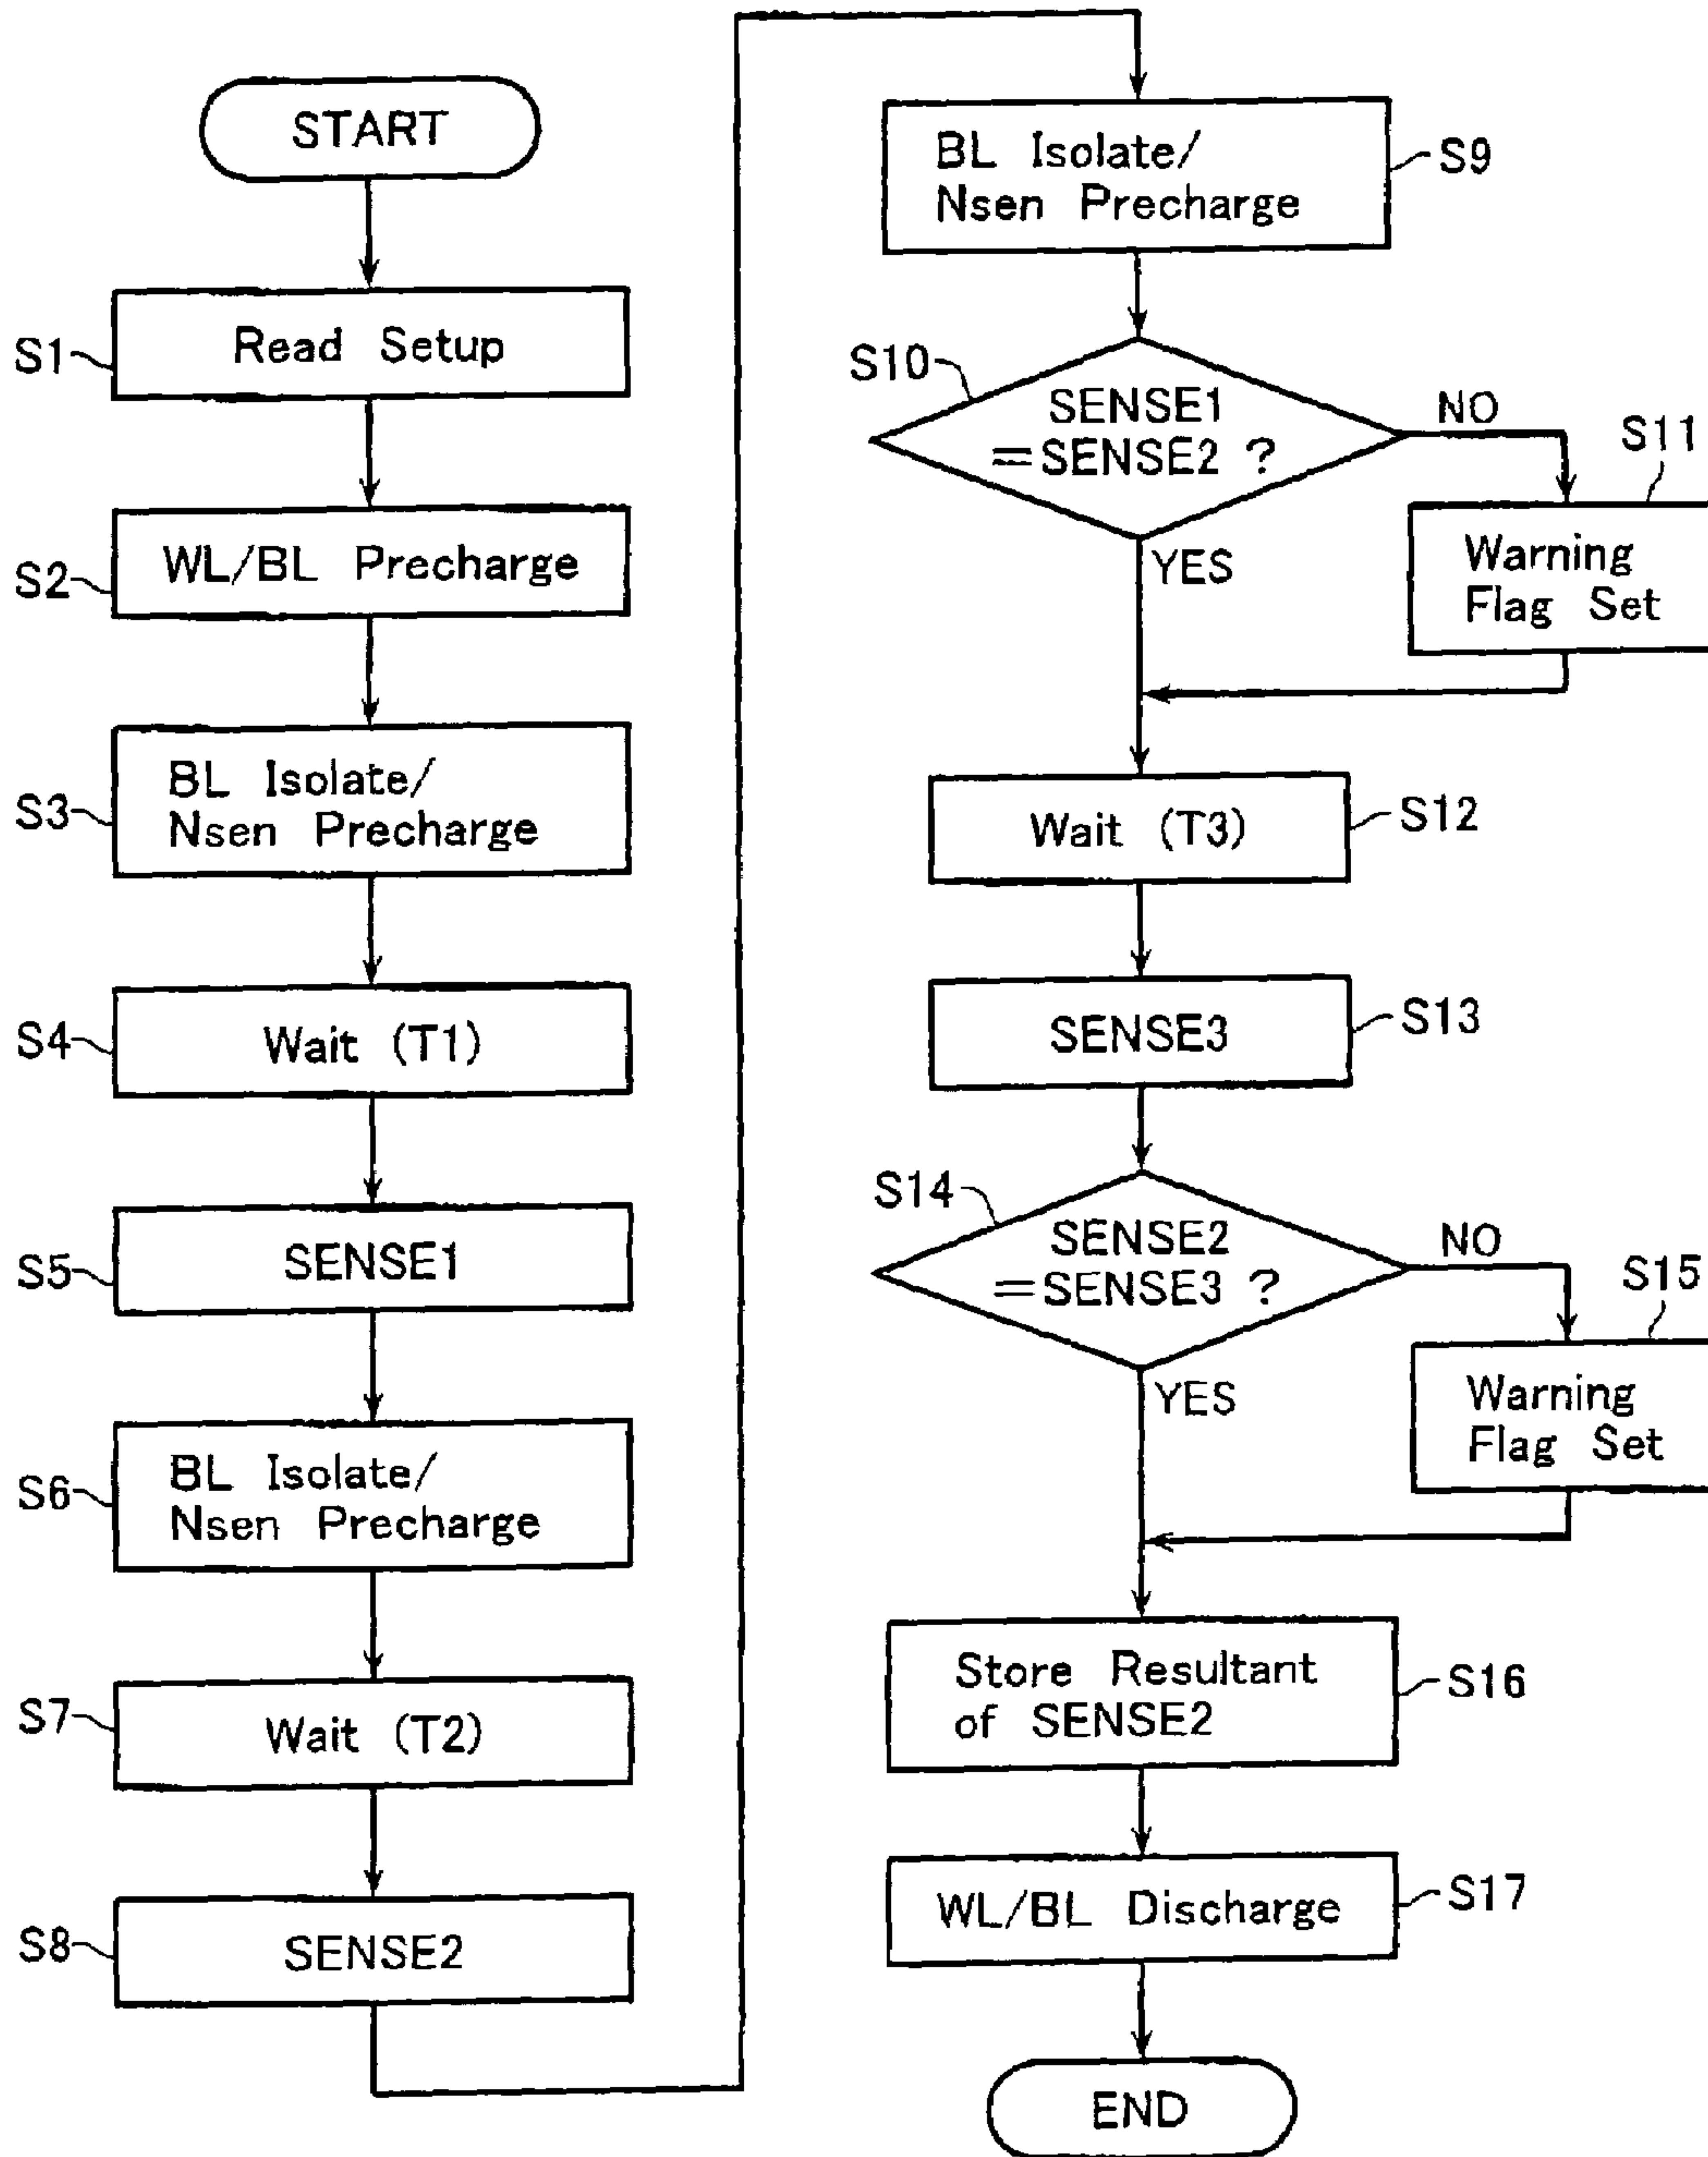 START
S1
Read Setup
S2
WL/BL Precharge
S3
BL Isolate/
Nsen Precharge
S4
Wait (T1)
S5
SENSE1
S6
BL Isolate/
Nsen Precharge
S7
Wait (T2)
S8
SENSE2
BL Isolate/
Nsen Precharge
S9
S10
SENSE1
=SENSE2 ?
NO
YES
S11
Warning
Flag Set
Wait (T3)
S12
SENSE3
S13
S14
SENSE2
=SENSE3 ?
NO
YES
S15
Warning
Flag Set
Store Resultant
of SENSE2
S16
WL/BL Discharge
S17
END